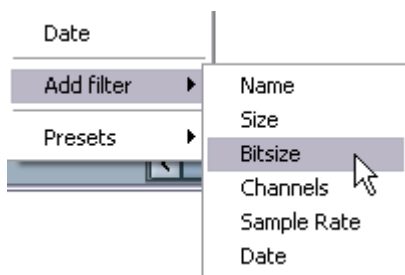 Date
Add filter
Presets
Name
Size
Bitsize
Channels
Sample Rate
Date